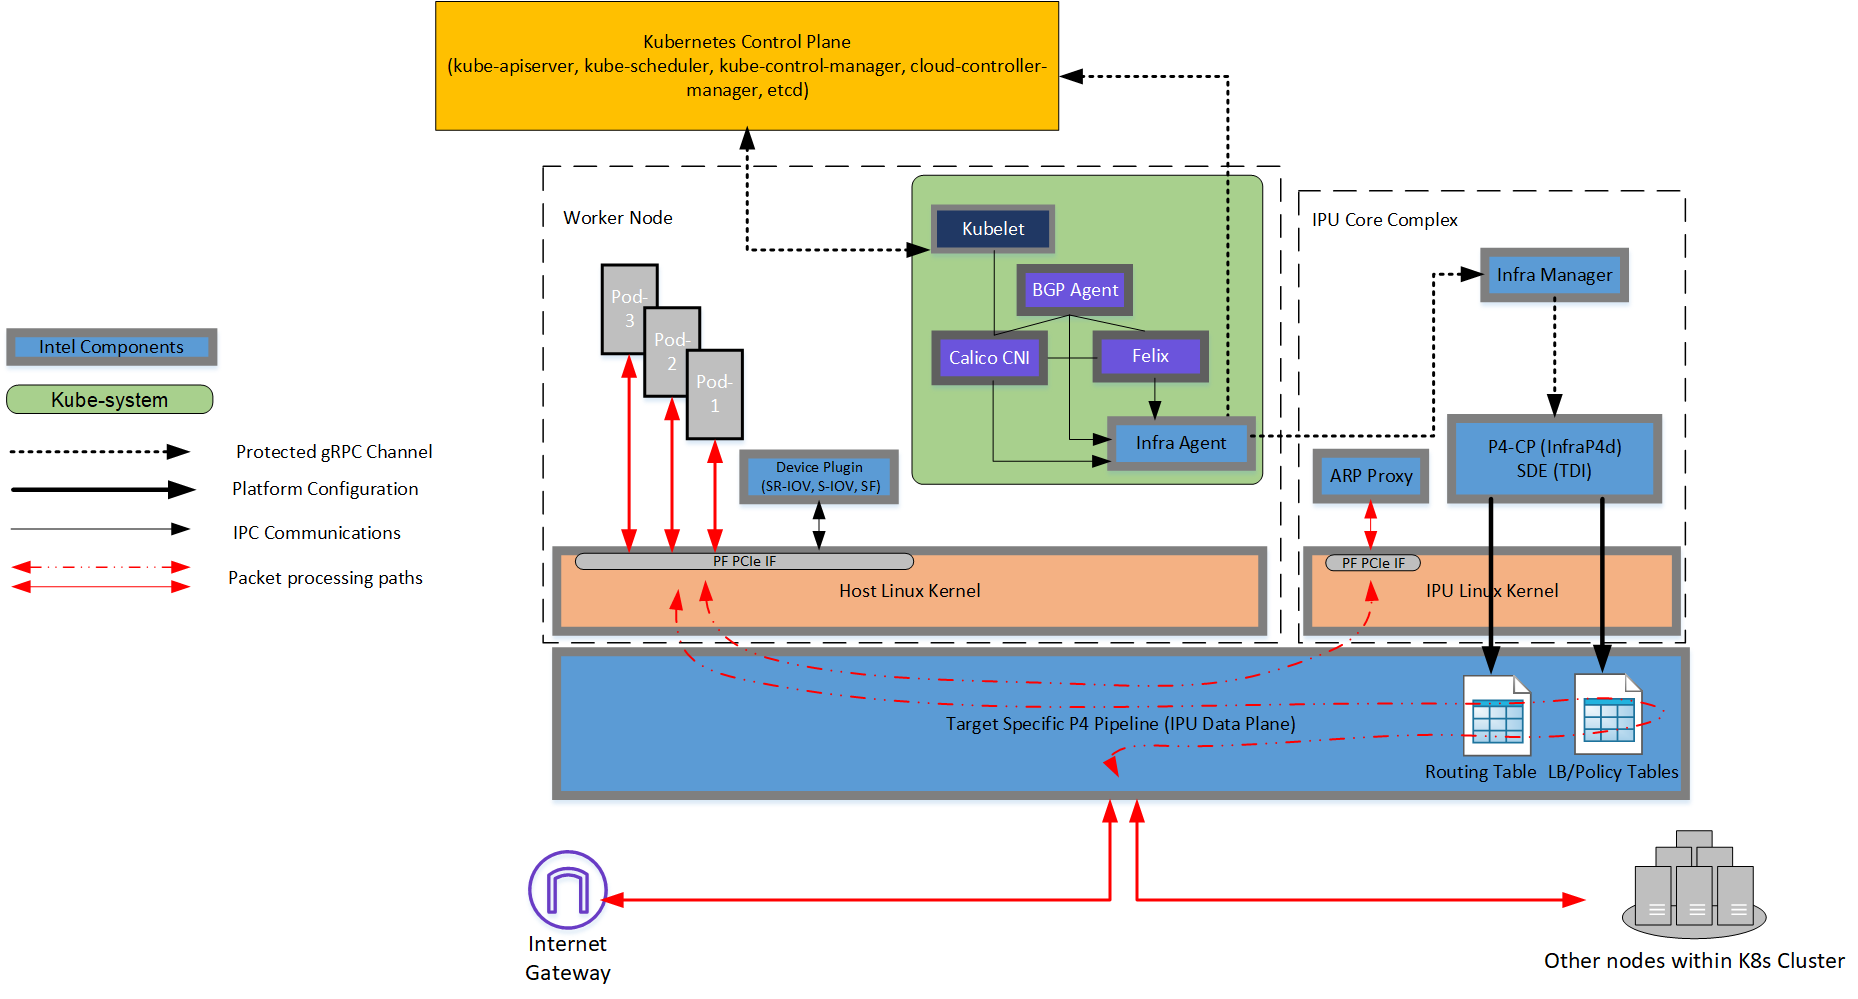 Kubernetes Control Plane
(kube-apiserver, kube-scheduler, kube-control-manager, cloud-controller-
manager, etcd)
Worker Node
IPU Core Complex
Kubelet
BGP Agent
Calico CNI
Felix
Infra Agent
Infra Manager
P4-CP (InfraP4d)
SDE (TDI)
ARP Proxy
Pod-
3
Pod-
2
Pod-
1
Device Plugin
(SR-IOV, S-IOV, SF)
Intel Components
Kube-system
Protected gRPC Channel
Platform Configuration
IPC Communications
Packet processing paths
PF PCIe IF
Host Linux Kernel
PF PCIe IF
IPU Linux Kernel
Target Specific P4 Pipeline (IPU Data Plane)
Routing Table
LB/Policy Tables
Internet
Gateway
Other nodes within K8s Cluster